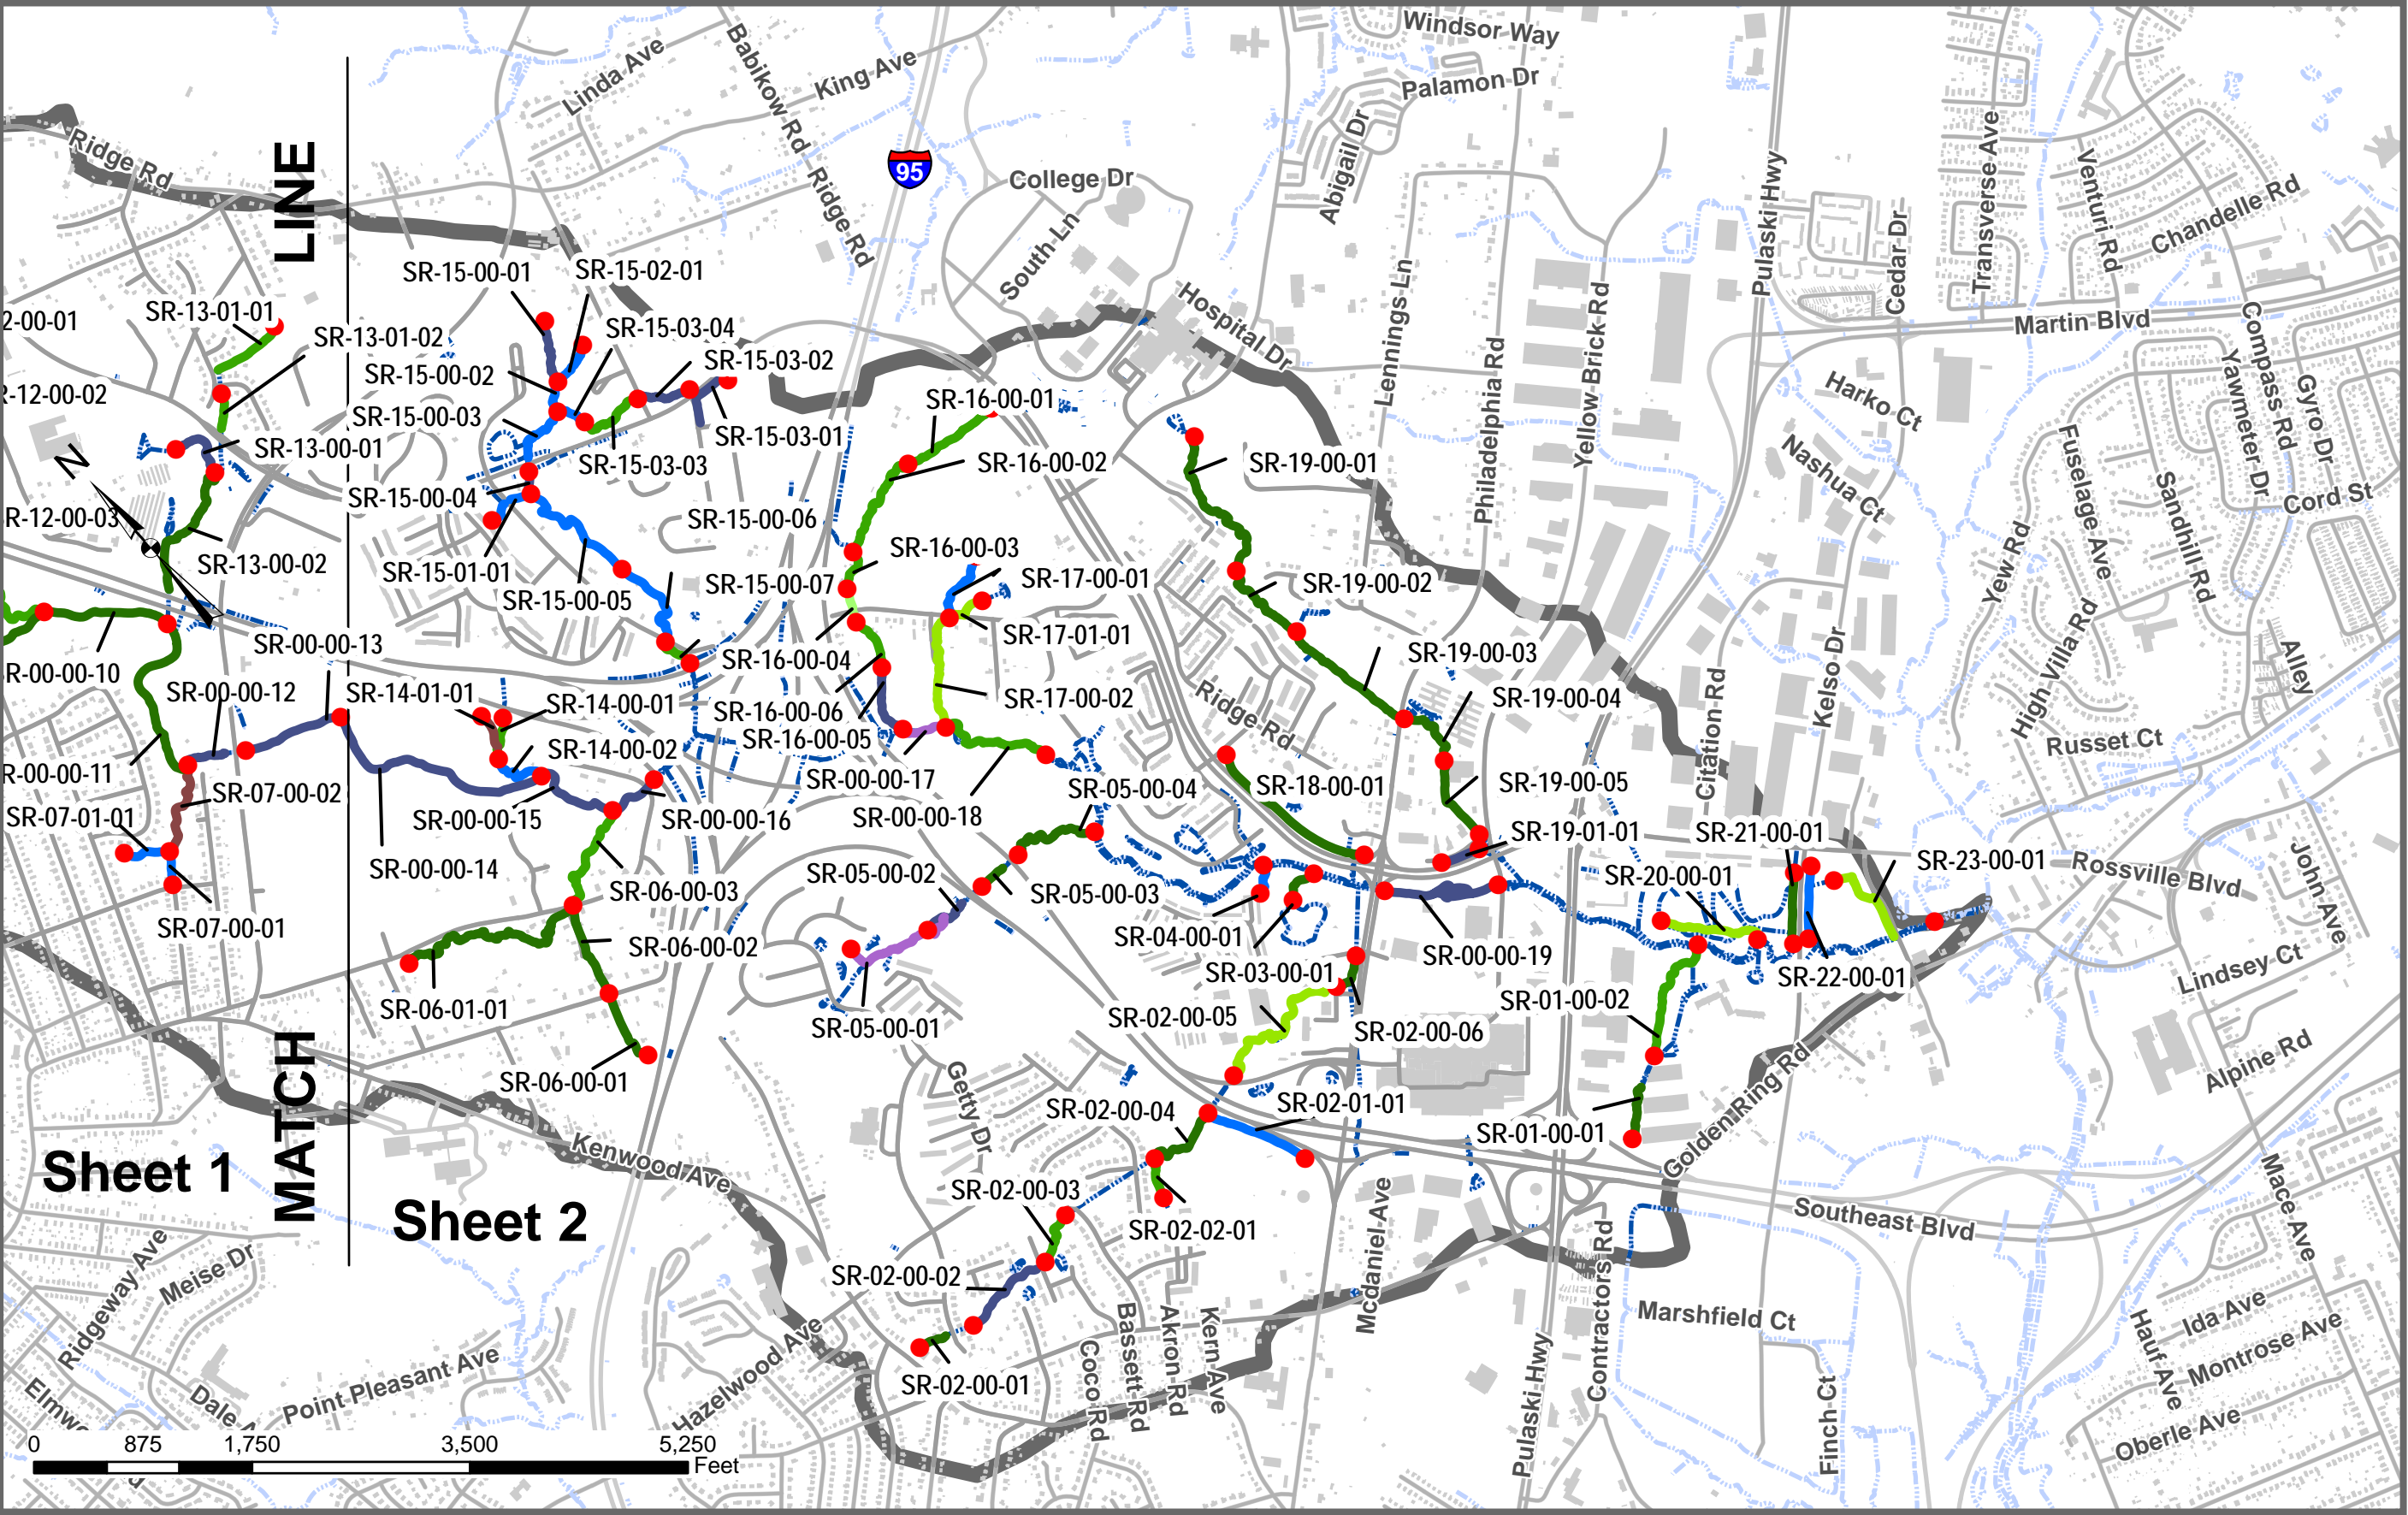 Windsor Way
Palamon Dr
Linda Ave
Babikow Rd
King Ave
Ridge Rd
Ridge Rd
95
College Dr
South Ln
Abigail Dr
Hospital Dr
Lennings Ln
Philadelphia Rd
Yellow Brick Rd
Pulaski Hwy
Cedar Dr
Transverse Ave
Venturi Rd
Chandelle Rd
Martin Blvd
Compass Rd
Yawmeter Dr
Gyro Dr
Cord St
Harko Ct
Nashua Ct
Fuselage Ave
Sandhill Rd
Yew Rd
High Villa Rd
Alley
Russet Ct
Kelso Dr
Citation Rd
LINE
SR-15-00-01
SR-15-02-01
SR-13-01-01
2-00-01
SR-13-01-02
SR-15-03-04
SR-15-00-02
SR-15-03-02
R-12-00-02
SR-15-00-03
SR-16-00-01
SR-13-00-01
SR-15-03-01
SR-15-03-03
SR-16-00-02
SR-19-00-01
N
SR-15-00-04
R-12-00-03
SR-15-00-06
SR-13-00-02
SR-16-00-03
SR-15-01-01
SR-15-00-07
SR-17-00-01
SR-19-00-02
SR-15-00-05
SR-17-01-01
SR-00-00-13
SR-16-00-04
SR-19-00-03
R-00-00-10
SR-00-00-12
SR-14-01-01
SR-14-00-01
SR-16-00-06
SR-17-00-02
SR-19-00-04
Ridge Rd
SR-14-00-02
SR-16-00-05
R-00-00-11
SR-00-00-17
SR-18-00-01
SR-19-00-05
SR-07-00-02
SR-05-00-04
SR-07-01-01
SR-00-00-15
SR-00-00-16
SR-00-00-18
SR-19-01-01
SR-21-00-01
SR-23-00-01
Rossville Blvd
John Ave
SR-00-00-14
SR-06-00-03
SR-05-00-02
SR-05-00-03
SR-20-00-01
SR-07-00-01
SR-06-00-02
SR-04-00-01
SR-00-00-19
SR-22-00-01
Lindsey Ct
SR-03-00-01
SR-06-01-01
SR-05-00-01
SR-02-00-05
SR-02-00-06
SR-01-00-02
SR-06-00-01
Getty Dr
SR-02-00-04
SR-02-01-01
SR-01-00-01
Golden Ring Rd
Alpine Rd
MATCH
Sheet 1
Sheet 2
Kenwood Ave
SR-02-00-03
SR-02-02-01
Mcdaniel Ave
Contractors Rd
Southeast Blvd
Mace Ave
SR-02-00-02
Ridgeway Ave
Meise Dr
Hazelwood Ave
Point Pleasant Ave
Dale
SR-02-00-01
Coco Rd
Bassett Rd
Akron Rd
Kern Ave
Pulaski Hwy
Marshfield Ct
Finch Ct
Ida Ave
Hauf Ave
Montrose Ave
Oberle Ave
0 875 1,750 3,500 5,250
Feet